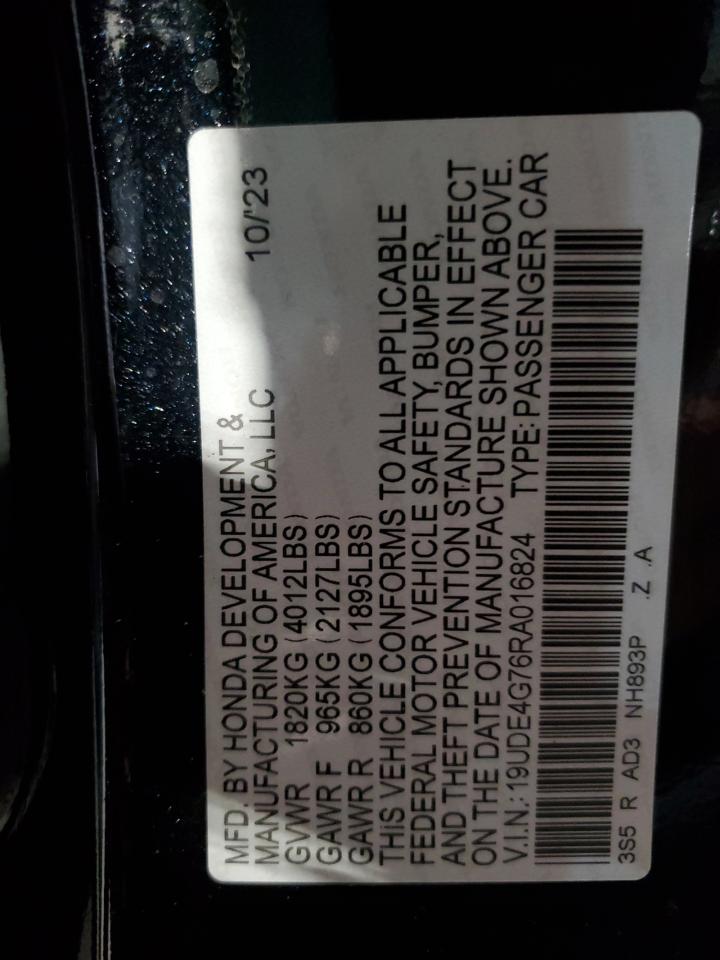 MFD. BY HONDA DEVELOPMENT &
MANUFACTURING OF AMERICA, LLC 10/'23
GVWR 1820KG (4012LBS)
GAWR F 965KG (2127LBS)
GAWR R 860KG (1895LBS)
THIS VEHICLE CONFORMS TO ALL APPLICABLE
FEDERAL MOTOR VEHICLE SAFETY, BUMPER,
AND THEFT PREVENTION STANDARDS IN EFFECT
ON THE DATE OF MANUFACTURE SHOWN ABOVE.
V.I.N.: 19UDE4G76RA016824 TYPE: PASSENGER CAR
3S5 R AD3 NH893P .Z .A